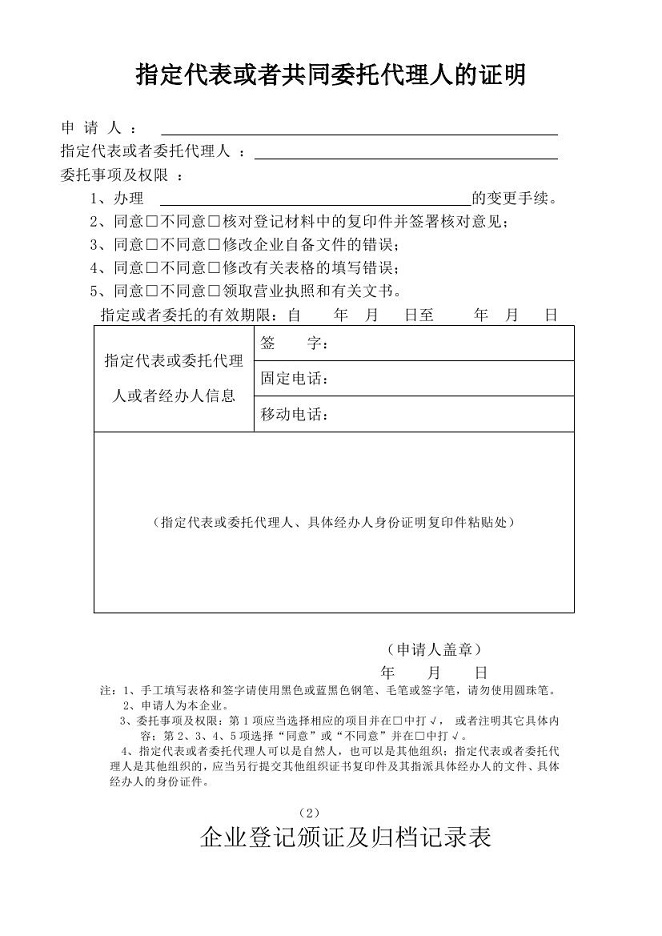 指定代表或者共同委托代理人的证明
申 请 人 ：
指定代表或者委托代理人 ：
委托事项及权限 ：
1、办理 的变更手续。
2、同意□不同意□核对登记材料中的复印件并签署核对意见；
3、同意□不同意□修改企业自备文件的错误；
4、同意□不同意□修改有关表格的填写错误；
5、同意□不同意□领取营业执照和有关文书。
指定或者委托的有效期限：自 年 月 日至 年 月 日
指定代表或委托代理
人或者经办人信息
签 字：
固定电话：
移动电话：
（指定代表或委托代理人、具体经办人身份证明复印件粘贴处）
（申请人盖章）
年 月 日
注：1、手工填写表格和签字请使用黑色或蓝黑色钢笔、毛笔或签字笔，请勿使用圆珠笔。
2、申请人为本企业。
3、委托事项及权限：第 1 项应当选择相应的项目并在□中打√， 或者注明其它具体内
容；第 2、3、4、5 项选择“同意”或“不同意”并在□中打√。
4、指定代表或者委托代理人可以是自然人，也可以是其他组织；指定代表或者委托代
理人是其他组织的，应当另行提交其他组织证书复印件及其指派具体经办人的文件、具体
经办人的身份证件。
（2）
企业登记颁证及归档记录表